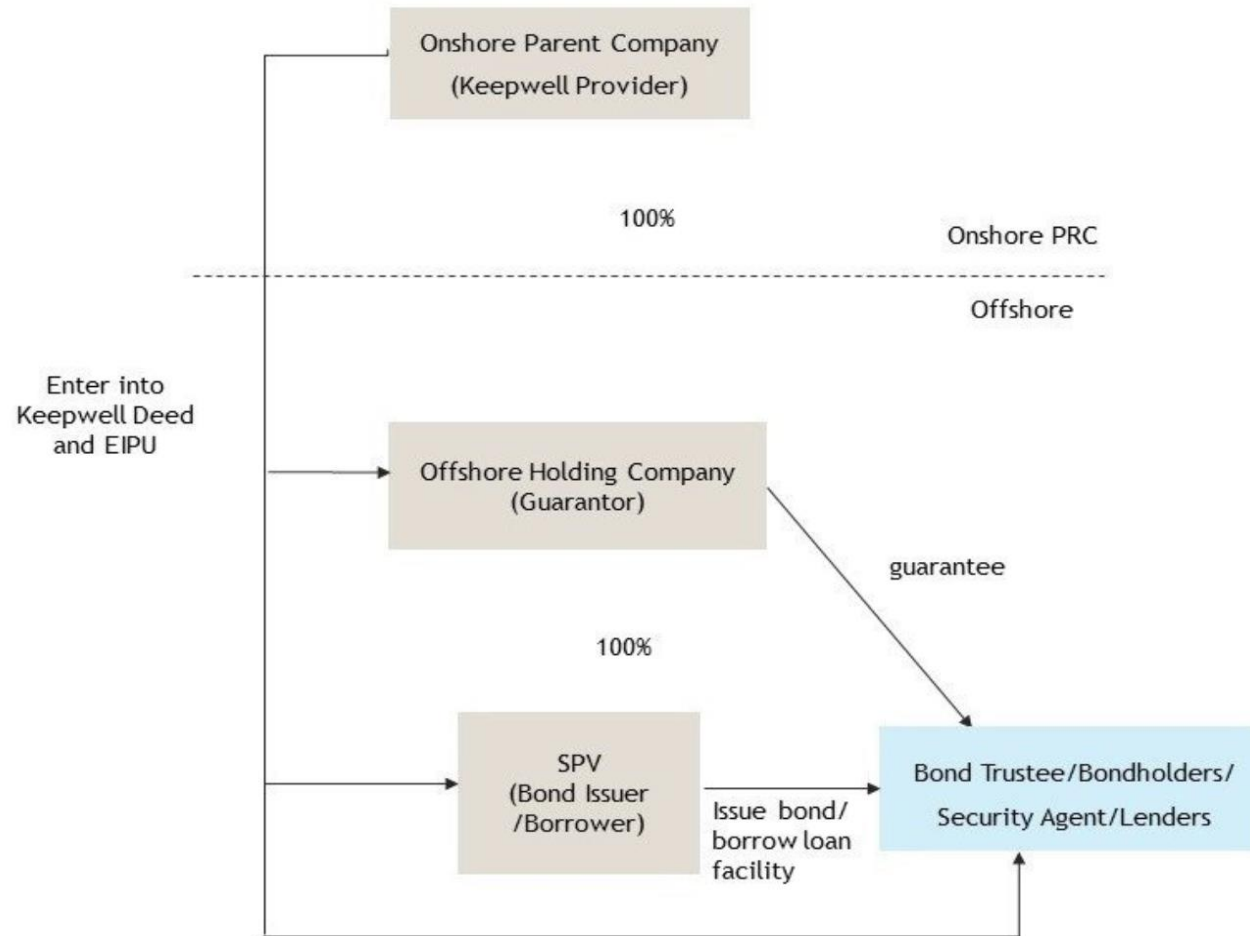 Onshore Parent Company
(Keepwell Provider)
100%
Onshore PRC
Offshore
Enter into
Keepwell Deed
and EIPU
Offshore Holding Company
(Guarantor)
guarantee
100%
SPV
(Bond Issuer
/Borrower)
Issue bond/
borrow loan
facility
Bond Trustee/Bondholders/
Security Agent/Lenders